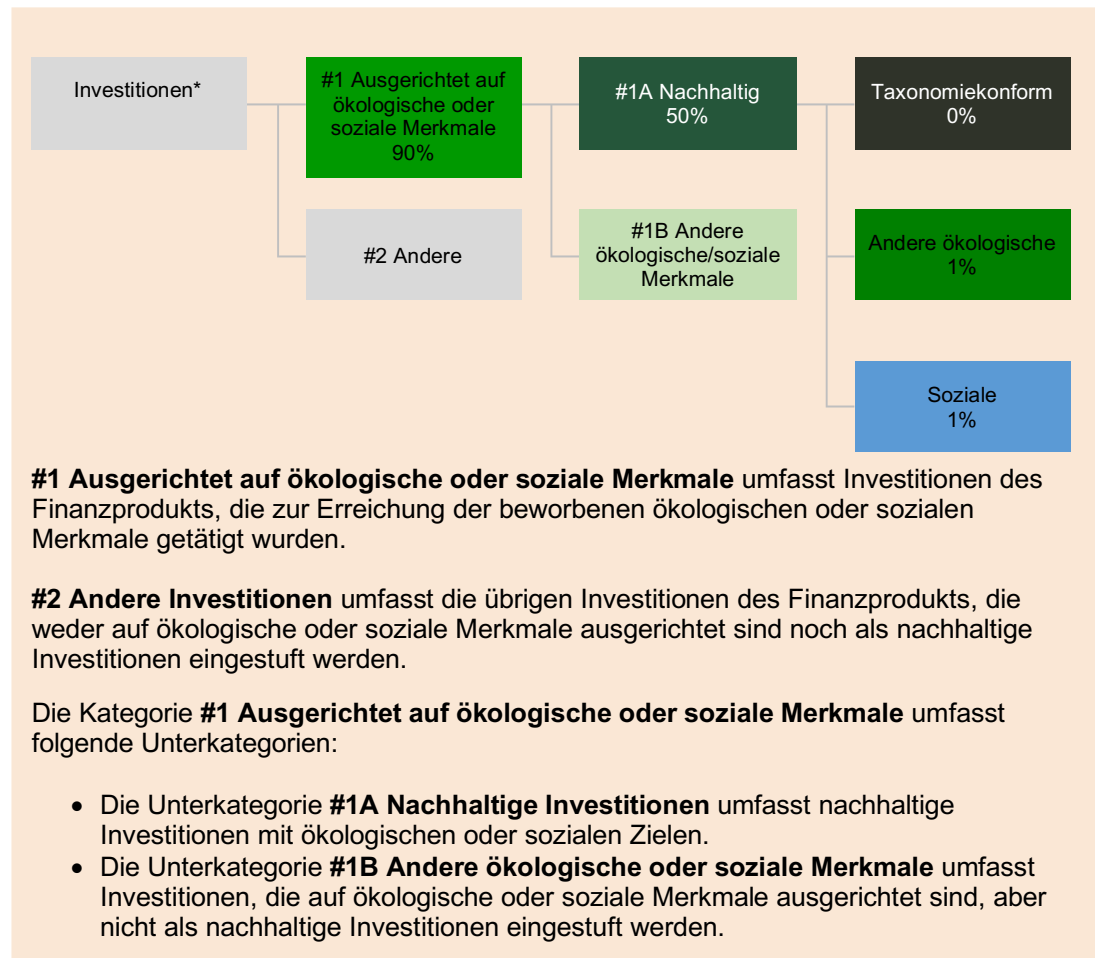 Investitionen*
#1 Ausgerichtet auf
ökologische oder
soziale Merkmale
90%
#1A Nachhaltig
50%
Taxonomiekonform
0%
#2 Andere
#1B Andere
ökologische/soziale
Merkmale
Andere ökologische
1%
Soziale
1%
#1 Ausgerichtet auf ökologische oder soziale Merkmale umfasst Investitionen des
Finanzprodukts, die zur Erreichung der beworbenen ökologischen oder sozialen
Merkmale getätigt wurden.
#2 Andere Investitionen umfasst die übrigen Investitionen des Finanzprodukts, die
weder auf ökologische oder soziale Merkmale ausgerichtet sind noch als nachhaltige
Investitionen eingestuft werden.
Die Kategorie #1 Ausgerichtet auf ökologische oder soziale Merkmale umfasst
folgende Unterkategorien:
• Die Unterkategorie #1A Nachhaltige Investitionen umfasst nachhaltige
Investitionen mit ökologischen oder sozialen Zielen.
• Die Unterkategorie #1B Andere ökologische oder soziale Merkmale umfasst
Investitionen, die auf ökologische oder soziale Merkmale ausgerichtet sind, aber
nicht als nachhaltige Investitionen eingestuft werden.